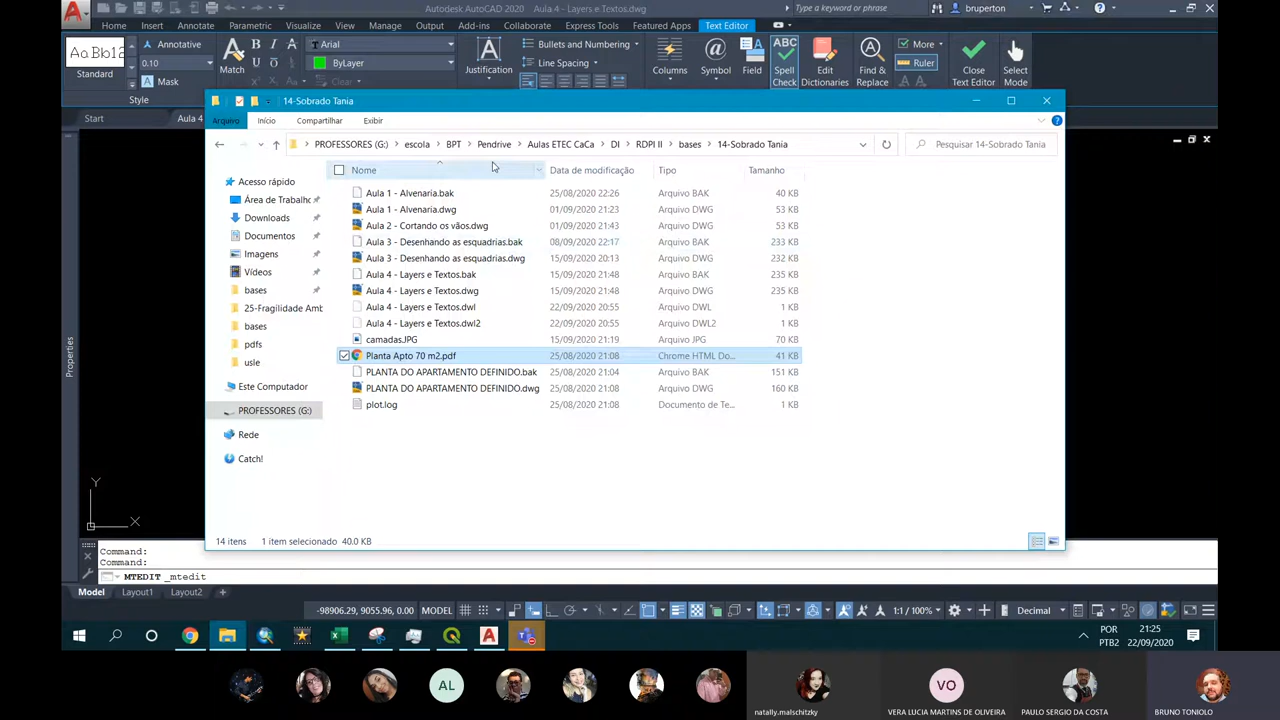 Autodesk AutoCAD 2020 Aula 4 - Layers e Textos.dwg
Type a keyword or phrase
bruperton
Home Insert Annotate Parametric Visualize View Manage Output Add-ins Collaborate Express Tools Featured Apps Text Editor
AaBb12
Standard
Annotative
0.10
Mask
Style
Match
B I A
U O
Arial
ByLayer
Clear
Justification
Bullets and Numbering
Line Spacing
Columns
Symbol
Field
ABC
Spell
Check
Edit
Dictionaries
Find &
Replace
More
Ruler
Close
Text Editor
Select
Mode
Start
Aula 4
Properties
14-Sobrado Tania
Arquivo Início Compartilhar Exibir
PROFESSORES (G:) > escola > BPT > Pendrive > Aulas ETEC CaCa > DI > RDPI II > bases > 14-Sobrado Tania
Pesquisar 14-Sobrado Tania
Nome Data de modificação Tipo Tamanho
Acesso rápido
Área de Trabalho
Downloads
Documentos
Imagens
Vídeos
bases
25-Fragilidade Amb
bases
pdfs
usle
Este Computador
PROFESSORES (G:)
Rede
Catch!
Aula 1 - Alvenaria.bak 25/08/2020 22:26 Arquivo BAK 40 KB
Aula 1 - Alvenaria.dwg 01/09/2020 21:23 Arquivo DWG 53 KB
Aula 2 - Cortando os vãos.dwg 01/09/2020 21:43 Arquivo DWG 53 KB
Aula 3 - Desenhando as esquadrias.bak 08/09/2020 22:17 Arquivo BAK 233 KB
Aula 3 - Desenhando as esquadrias.dwg 15/09/2020 20:13 Arquivo DWG 232 KB
Aula 4 - Layers e Textos.bak 15/09/2020 21:48 Arquivo BAK 235 KB
Aula 4 - Layers e Textos.dwg 15/09/2020 21:48 Arquivo DWG 235 KB
Aula 4 - Layers e Textos.dwl 22/09/2020 20:55 Arquivo DWL 1 KB
Aula 4 - Layers e Textos.dwl2 22/09/2020 20:55 Arquivo DWL2 1 KB
camadas.JPG 15/09/2020 21:19 Arquivo JPG 70 KB
Planta Apto 70 m2.pdf 25/08/2020 21:08 Chrome HTML Do... 41 KB
PLANTA DO APARTAMENTO DEFINIDO.bak 25/08/2020 21:04 Arquivo BAK 151 KB
PLANTA DO APARTAMENTO DEFINIDO.dwg 25/08/2020 21:08 Arquivo DWG 160 KB
plot.log 25/08/2020 21:08 Documento de Te... 1 KB
14 itens 1 item selecionado 40.0 KB
Y
X
Command:
Command:
MTEDIT _mtedit
Model Layout1 Layout2 +
-98906.29, 9055.96, 0.00 MODEL
1:1 / 100%
Decimal
POR
PTB2
21:25
22/09/2020
AL
VO
natally.malschitzky
VERA LUCIA MARTINS DE OLIVEIRA
PAULO SERGIO DA COSTA
BRUNO TONIOLO